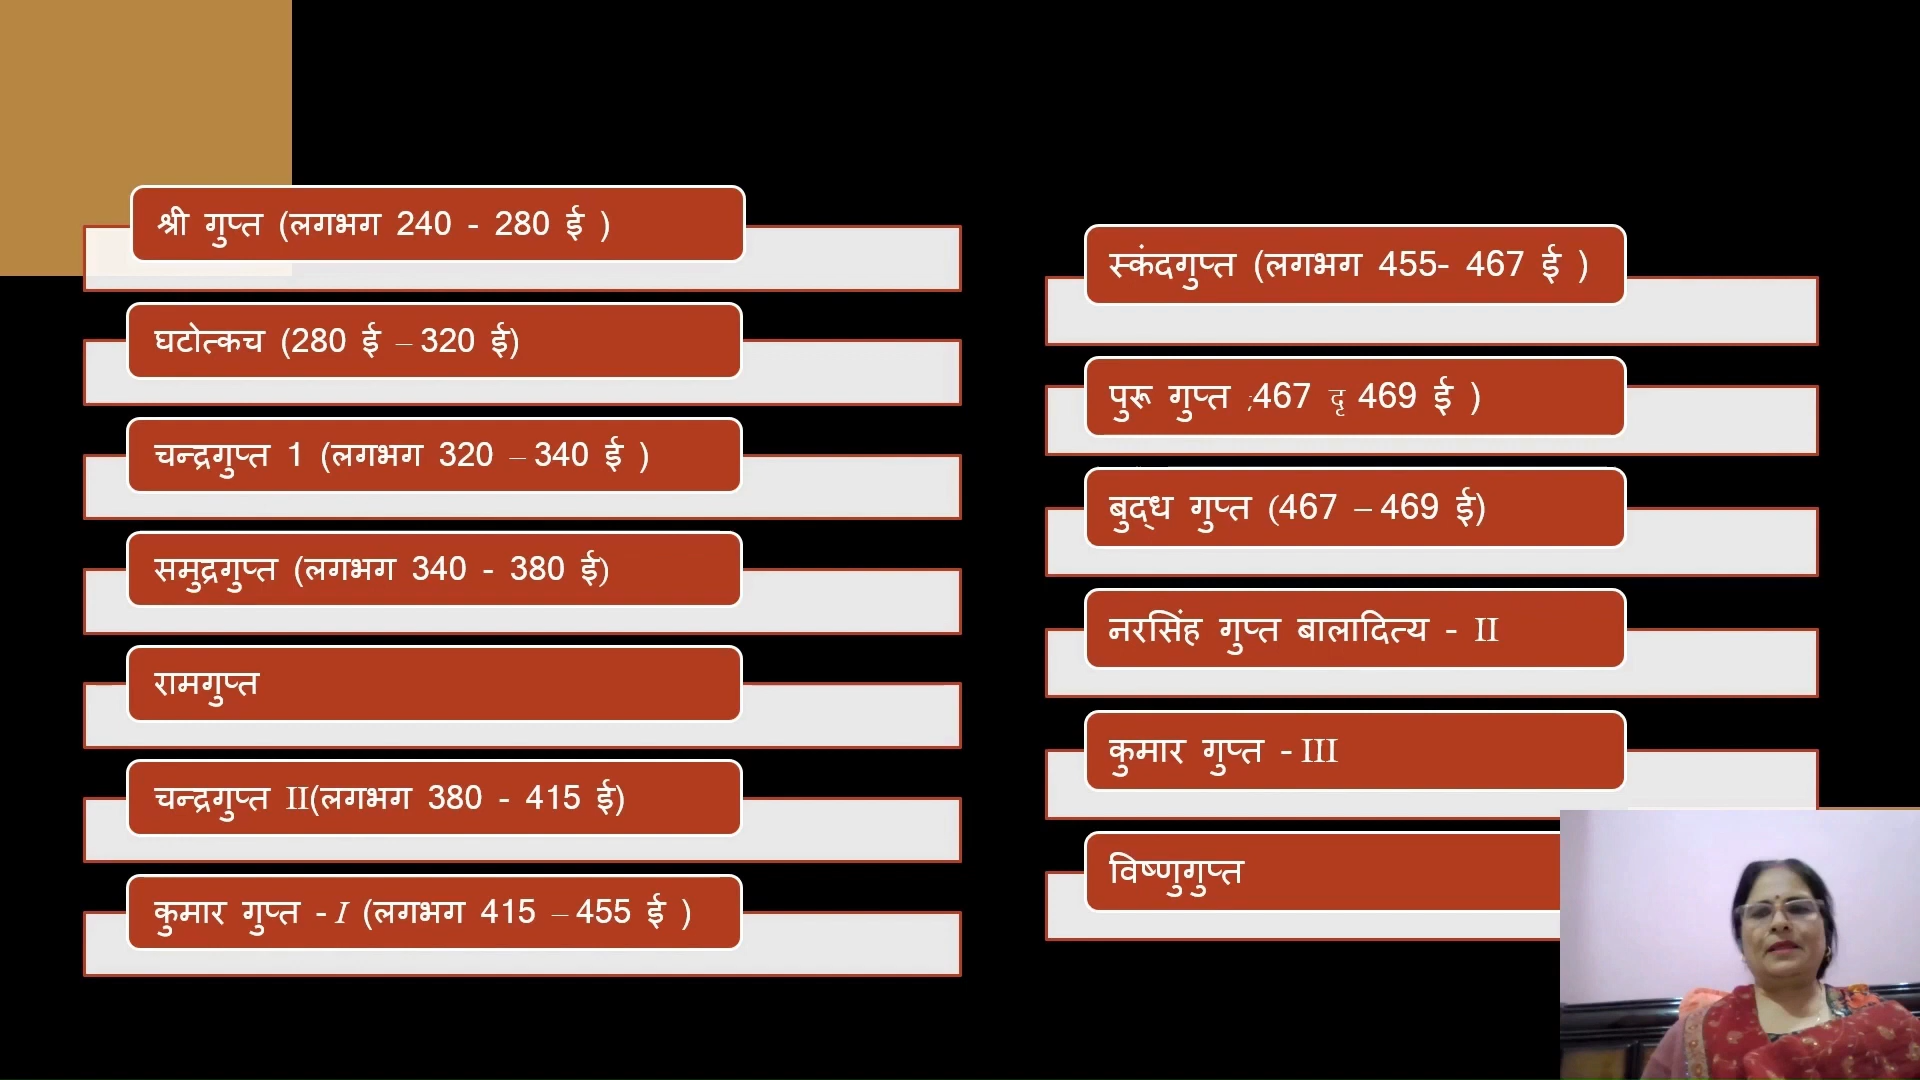 श्री गुप्त (लगभग 240 - 280 ई )
घटोत्कच (280 ई – 320 ई)
चन्द्रगुप्त 1 (लगभग 320 – 340 ई )
समुद्रगुप्त (लगभग 340 - 380 ई)
रामगुप्त
चन्द्रगुप्त II(लगभग 380 - 415 ई)
कुमार गुप्त - I (लगभग 415 – 455 ई )
स्कंदगुप्त (लगभग 455- 467 ई )
पुरू गुप्त ;467 दृ 469 ई )
बुद्ध गुप्त (467 – 469 ई)
नरसिंह गुप्त बालादित्य - II
कुमार गुप्त - III
विष्णुगुप्त